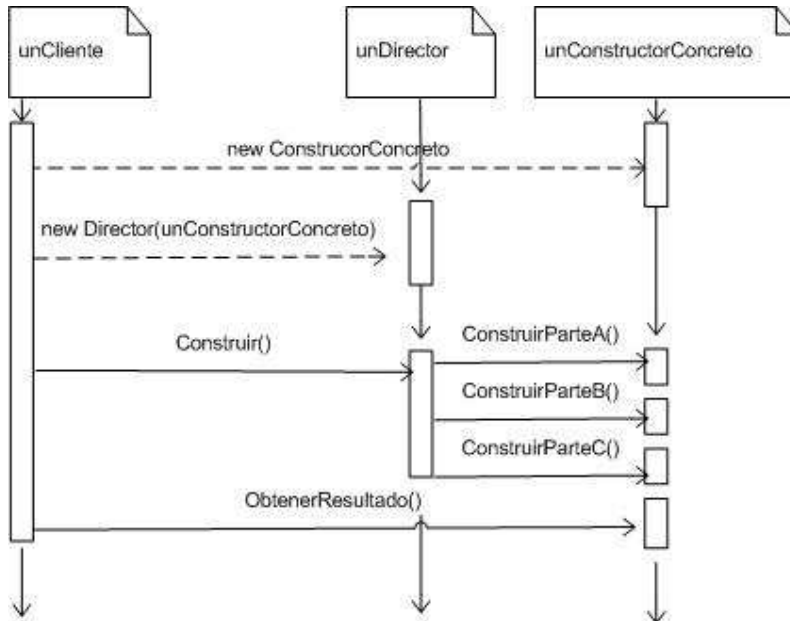 unCliente
unDirector
unConstructorConcreto
new ConstrucorConcreto
new Director(unConstructorConcreto)
Construir()
ConstruirParteA()
ConstruirParteB()
ConstruirParteC()
ObtenerResultado()